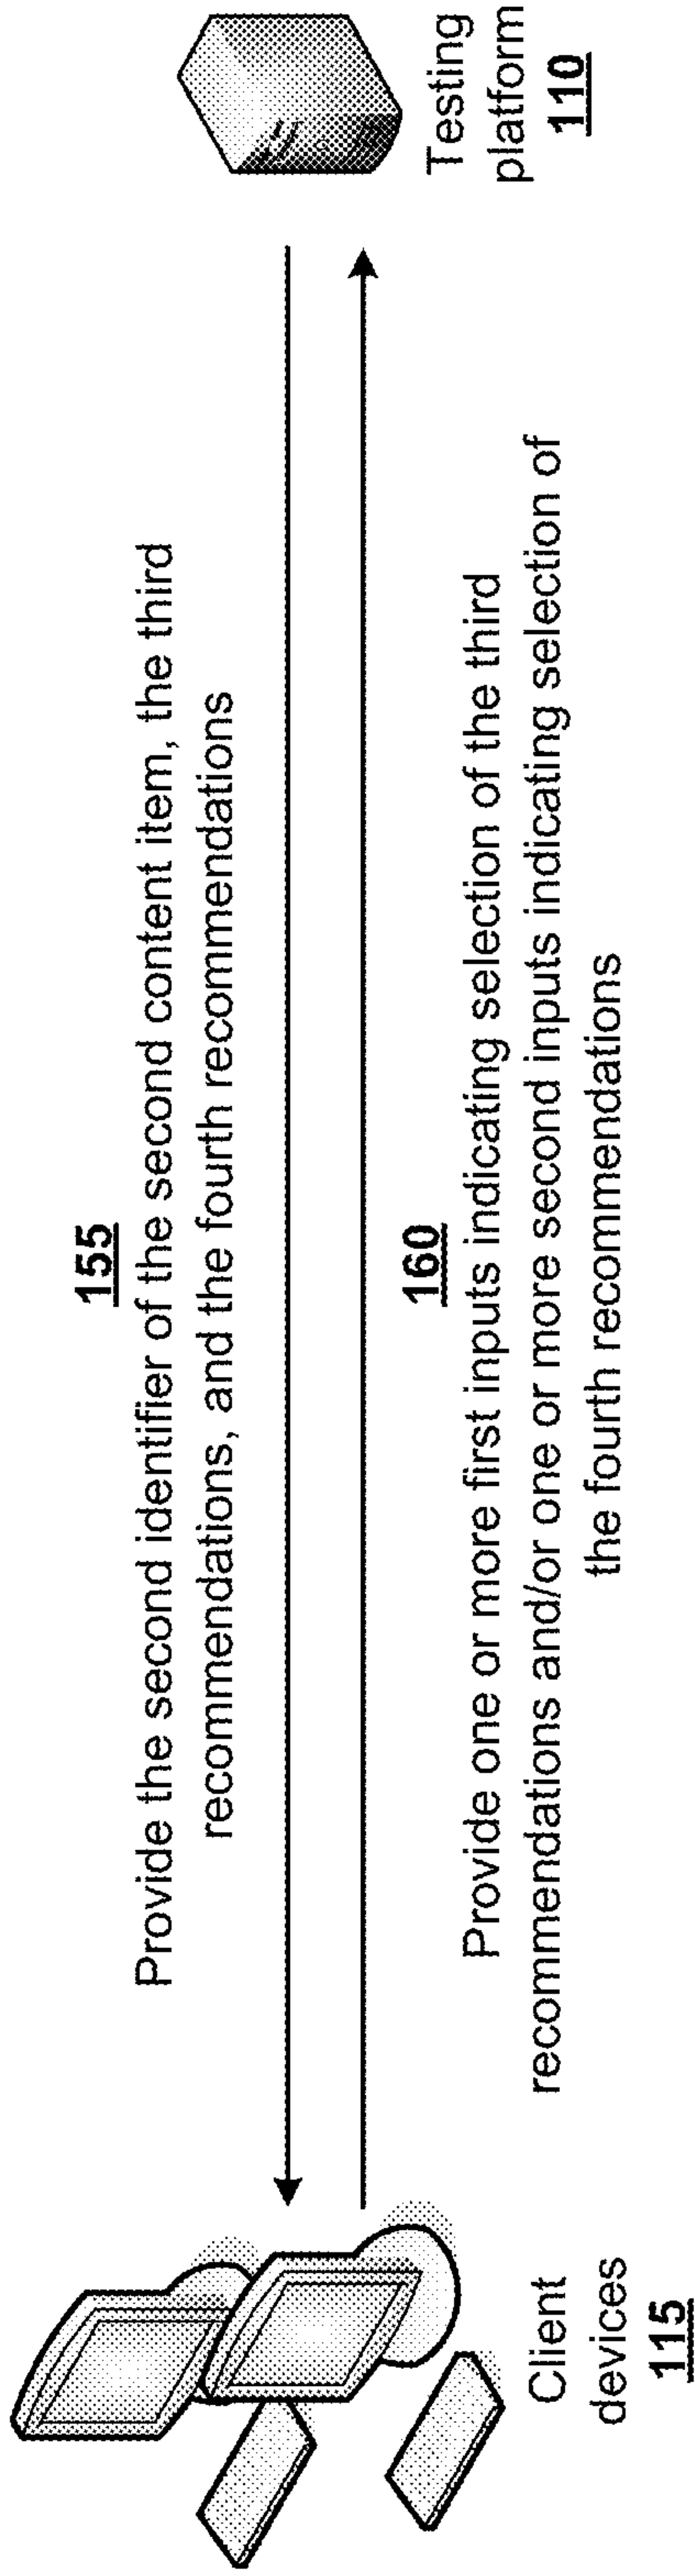 155
Provide the second identifier of the second content item, the third
recommendations, and the fourth recommendations
160
Provide one or more first inputs indicating selection of the third
recommendations and/or one or more second inputs indicating selection of
the fourth recommendations
Client
devices
115
Testing
platform
110